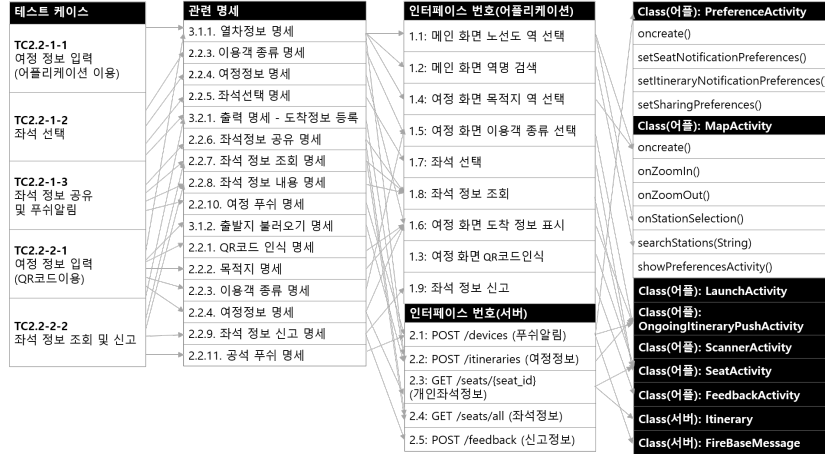 테스트 케이스
TC2.2-1-1
여정 정보 입력
(어플리케이션 이용)
TC2.2-1-2
좌석 선택
TC2.2-1-3
좌석 정보 공유
및 푸쉬알림
TC2.2-2-1
여정 정보 입력
(QR코드이용)
TC2.2-2-2
좌석 정보 조회 및 신고
관련 명세
3.1.1. 열차정보 명세
2.2.3. 이용객 종류 명세
2.2.4. 여정정보 명세
2.2.5. 좌석선택 명세
3.2.1. 출력 명세 - 도착정보 등록
2.2.6. 좌석정보 공유 명세
2.2.7. 좌석 정보 조회 명세
2.2.8. 좌석 정보 내용 명세
2.2.10. 여정 푸쉬 명세
3.1.2. 출발지 불러오기 명세
2.2.1. QR코드 인식 명세
2.2.2. 목적지 명세
2.2.3. 이용객 종류 명세
2.2.4. 여정정보 명세
2.2.9. 좌석 정보 신고 명세
2.2.11. 공석 푸쉬 명세
인터페이스 번호(어플리케이션)
1.1: 메인 화면 노선도 역 선택
1.2: 메인 화면 역명 검색
1.4: 여정 화면 목적지 역 선택
1.5: 여정 화면 이용객 종류 선택
1.7: 좌석 선택
1.8: 좌석 정보 조회
1.6: 여정 화면 도착 정보 표시
1.3: 여정 화면 QR코드인식
1.9: 좌석 정보 신고
인터페이스 번호(서버)
2.1: POST /devices (푸쉬알림)
2.2: POST /itineraries (여정정보)
2.3: GET /seats/{seat_id}
(개인좌석정보)
2.4: GET /seats/all (좌석정보)
2.5: POST /feedback (신고정보)
Class(어플): PreferenceActivity
oncreate()
setSeatNotificationPreferences()
setItineraryNotificationPreferences()
setSharingPreferences()
Class(어플): MapActivity
oncreate()
onZoomIn()
onZoomOut()
onStationSelection()
searchStations(String)
showPreferencesActivity()
Class(어플): LaunchActivity
Class(어플):
OngoingItineraryPushActivity
Class(어플): ScannerActivity
Class(어플): SeatActivity
Class(어플): FeedbackActivity
Class(서버): Itinerary
Class(서버): FireBaseMessage